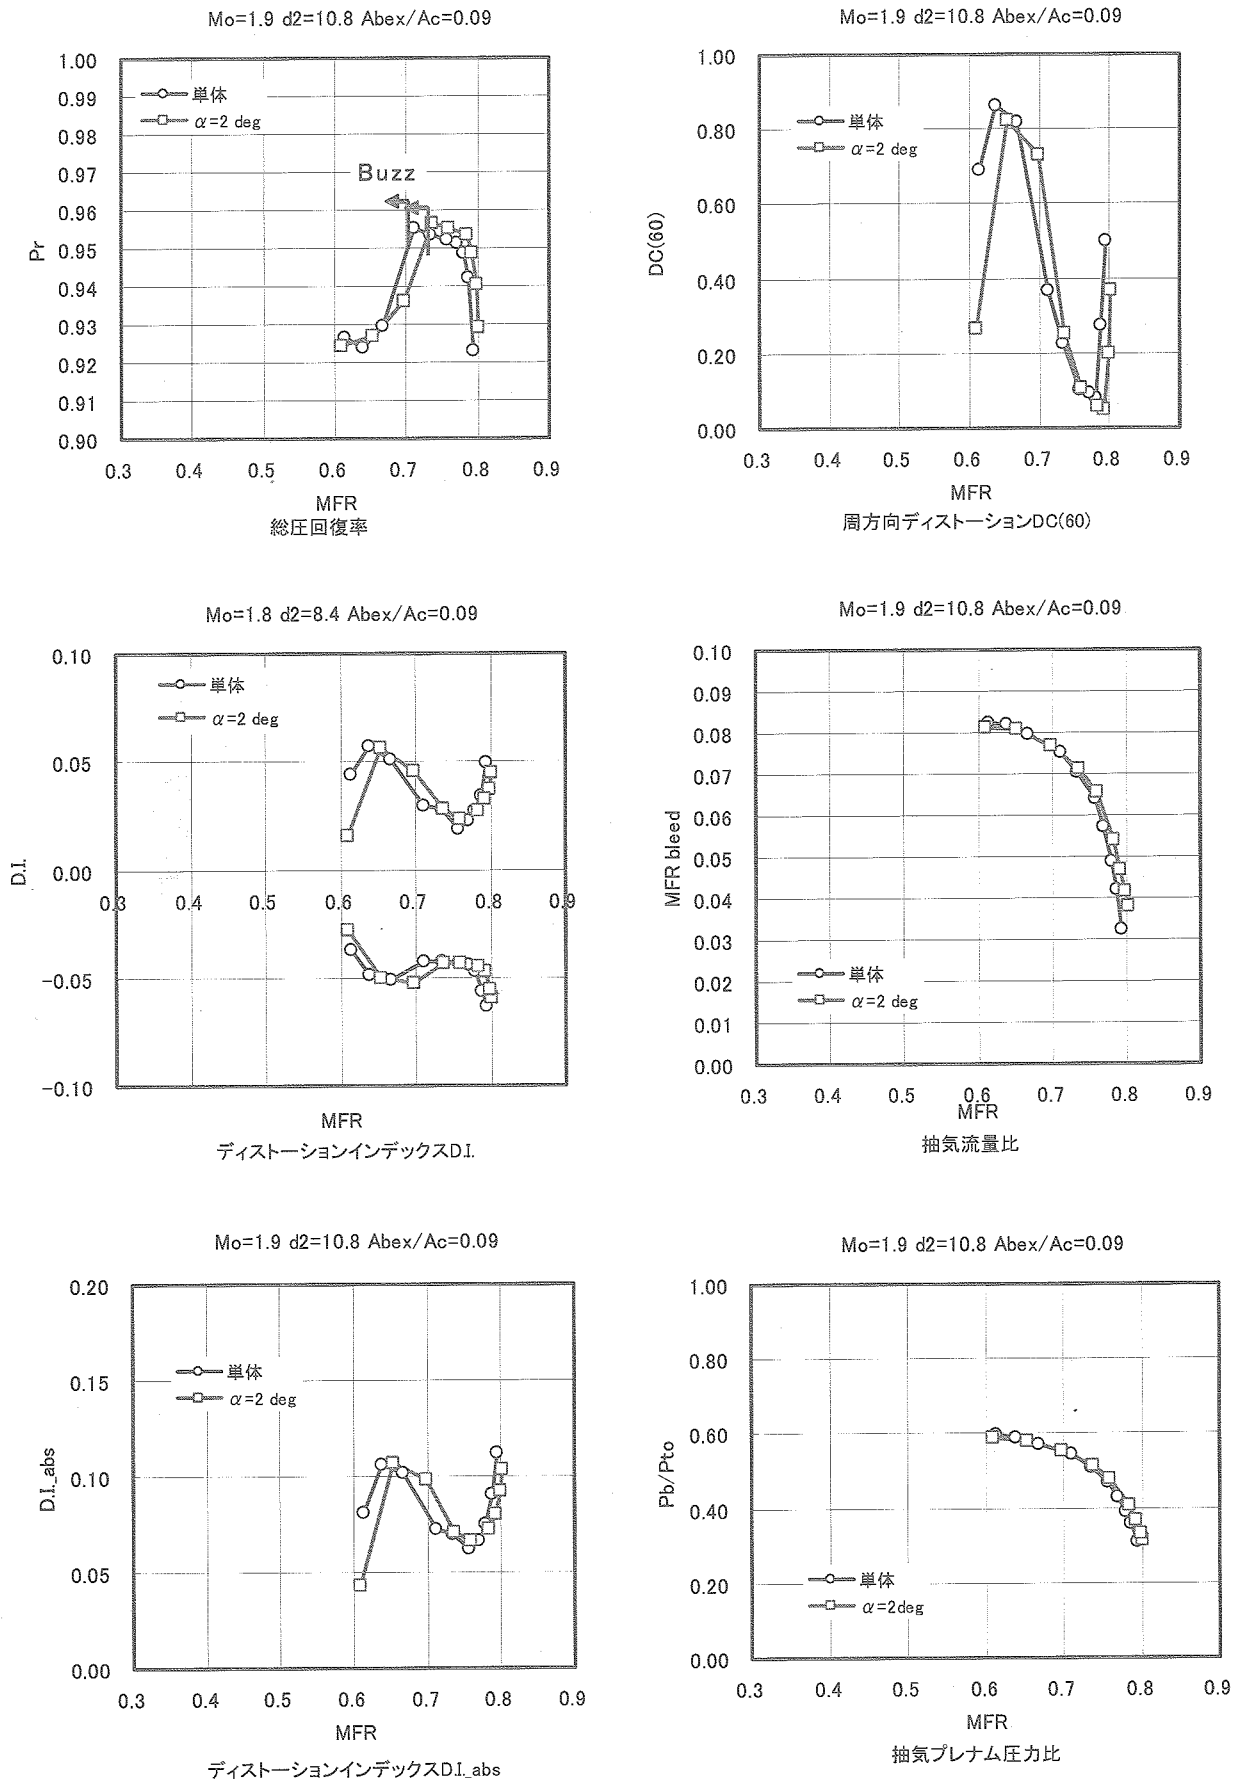 Mo=1.9 d2=10.8 Abex/Ac=0.09
1.00
0.99
0.98
0.97
0.96
0.95
0.94
0.93
0.92
0.91
0.90
Pr
単体
α=2 deg
Buzz
0.3 0.4 0.5 0.6 0.7 0.8 0.9
MFR
総圧回復率
Mo=1.9 d2=10.8 Abex/Ac=0.09
1.00
0.80
0.60
0.40
0.20
0.00
DC(60)
単体
α=2 deg
0.3 0.4 0.5 0.6 0.7 0.8 0.9
MFR
周方向ディストーションDC(60)
Mo=1.8 d2=8.4 Abex/Ac=0.09
0.10
0.05
0.00
-0.05
-0.10
D.I.
単体
α=2 deg
0.3 0.4 0.5 0.6 0.7 0.8 0.9
MFR
ディストーションインデックスD.I.
Mo=1.9 d2=10.8 Abex/Ac=0.09
0.10
0.09
0.08
0.07
0.06
0.05
0.04
0.03
0.02
0.01
0.00
MFR bleed
単体
α=2 deg
0.3 0.4 0.5 0.6 0.7 0.8 0.9
MFR
抽気流量比
Mo=1.9 d2=10.8 Abex/Ac=0.09
0.20
0.15
0.10
0.05
0.00
D.I._abs
単体
α=2 deg
0.3 0.4 0.5 0.6 0.7 0.8 0.9
MFR
ディストーションインデックスD.I._abs
Mo=1.9 d2=10.8 Abex/Ac=0.09
1.00
0.80
0.60
0.40
0.20
0.00
Pb/Pto
単体
α=2deg
0.3 0.4 0.5 0.6 0.7 0.8 0.9
MFR
抽気プレナム圧力比